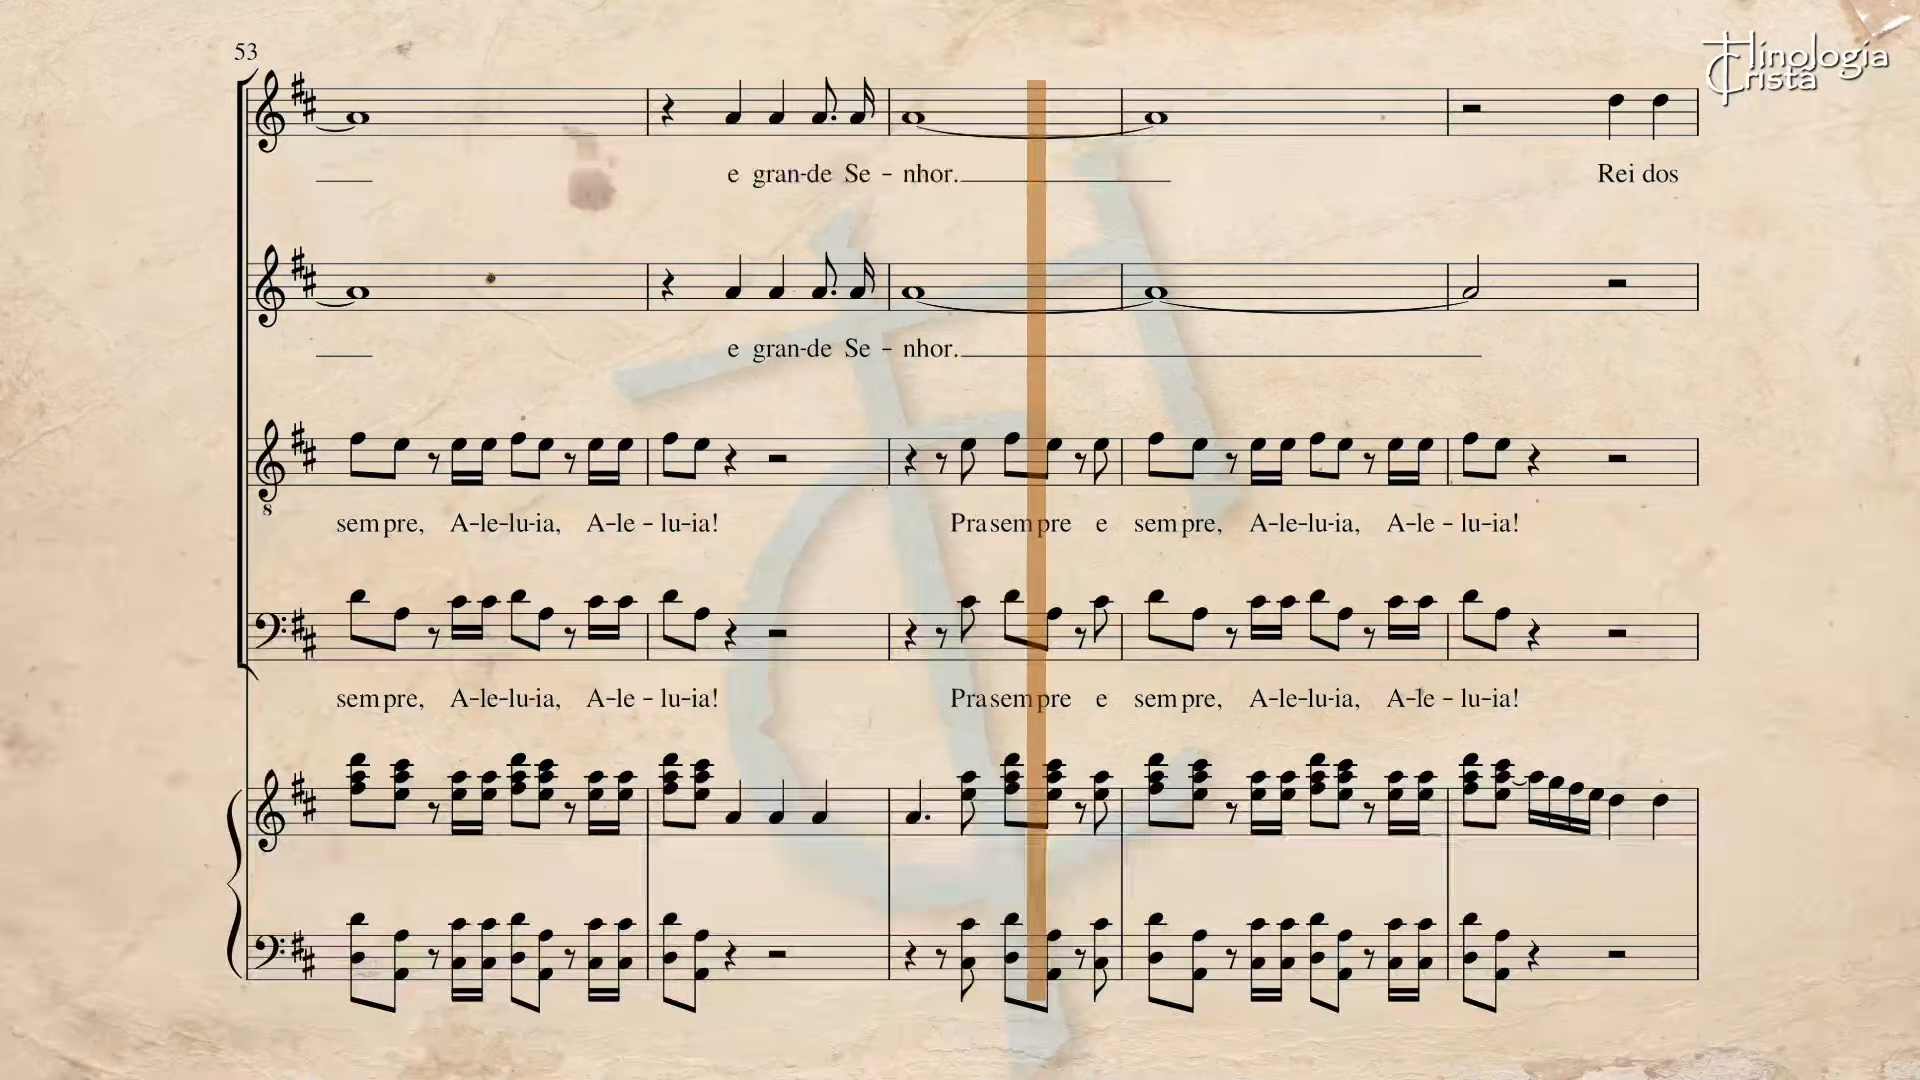 53
Hinologia
Cristã
e gran-de Se - nhor.
Rei dos
e gran-de Se - nhor.
8
sem pre, A-le-lu-ia, A-le - lu-ia! Pra sem pre e sem pre, A-le-lu-ia, A-le - lu-ia!
sem pre, A-le-lu-ia, A-le - lu-ia! Pra sem pre e sem pre, A-le-lu-ia, A-le - lu-ia!